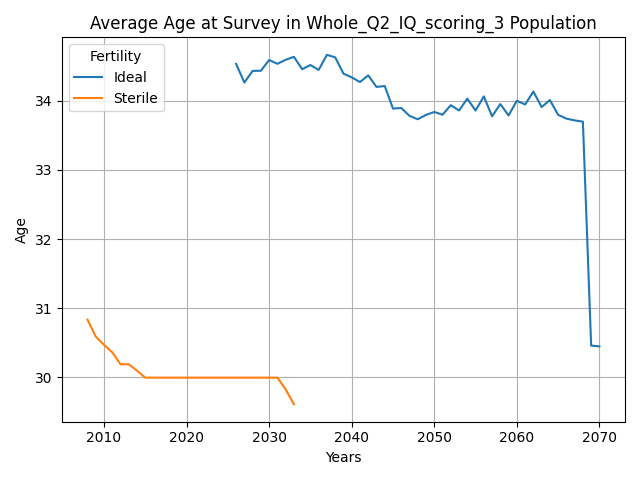 Average Age at Survey in Whole_Q2_IQ_scoring_3 Population
Fertility
Ideal
Sterile
Age
34
33
32
31
30
2010 2020 2030 2040 2050 2060 2070
Years